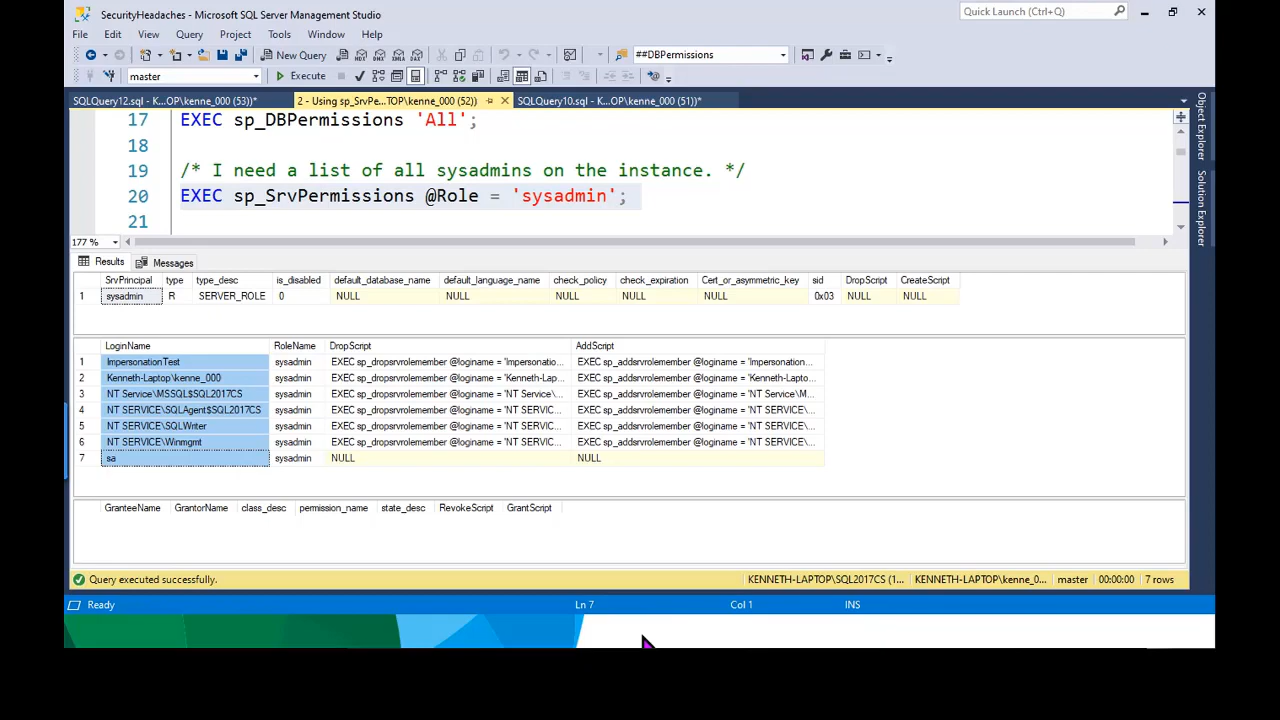 SecurityHeadaches - Microsoft SQL Server Management Studio
Quick Launch (Ctrl+Q)
File Edit View Query Project Tools Window Help
New Query
##DBPermissions
master
Execute
SQLQuery12.sql - K...OP\kenne_000 (53))*
2 - Using sp_SrvPe...TOP\kenne_000 (52))
SQLQuery10.sql - K...OP\kenne_000 (51))*
17 EXEC sp_DBPermissions 'All';
18
19 /* I need a list of all sysadmins on the instance. */
20 EXEC sp_SrvPermissions @Role = 'sysadmin';
21
177 %
Results Messages
SrvPrincipal type type_desc is_disabled default_database_name default_language_name check_policy check_expiration Cert_or_asymmetric_key sid DropScript CreateScript
1 sysadmin R SERVER_ROLE 0 NULL NULL NULL NULL NULL 0x03 NULL NULL
LoginName RoleName DropScript AddScript
1 ImpersonationTest sysadmin EXEC sp_dropsrvrolemember @loginame = 'Impersonatio... EXEC sp_addsrvrolemember @loginame = 'Impersonation...
2 Kenneth-Laptop\kenne_000 sysadmin EXEC sp_dropsrvrolemember @loginame = 'Kenneth-Lap... EXEC sp_addsrvrolemember @loginame = 'Kenneth-Lapto...
3 NT Service\MSSQL$SQL2017CS sysadmin EXEC sp_dropsrvrolemember @loginame = 'NT Service\... EXEC sp_addsrvrolemember @loginame = 'NT Service\M...
4 NT SERVICE\SQLAgent$SQL2017CS sysadmin EXEC sp_dropsrvrolemember @loginame = 'NT SERVIC... EXEC sp_addsrvrolemember @loginame = 'NT SERVICE\...
5 NT SERVICE\SQLWriter sysadmin EXEC sp_dropsrvrolemember @loginame = 'NT SERVIC... EXEC sp_addsrvrolemember @loginame = 'NT SERVICE\...
6 NT SERVICE\Winmgmt sysadmin EXEC sp_dropsrvrolemember @loginame = 'NT SERVIC... EXEC sp_addsrvrolemember @loginame = 'NT SERVICE\...
7 sa sysadmin NULL NULL
GranteeName GrantorName class_desc permission_name state_desc RevokeScript GrantScript
Query executed successfully. KENNETH-LAPTOP\SQL2017CS (1... KENNETH-LAPTOP\kenne_0... master 00:00:00 7 rows
Ready Ln 7 Col 1 INS
Object Explorer
Solution Explorer